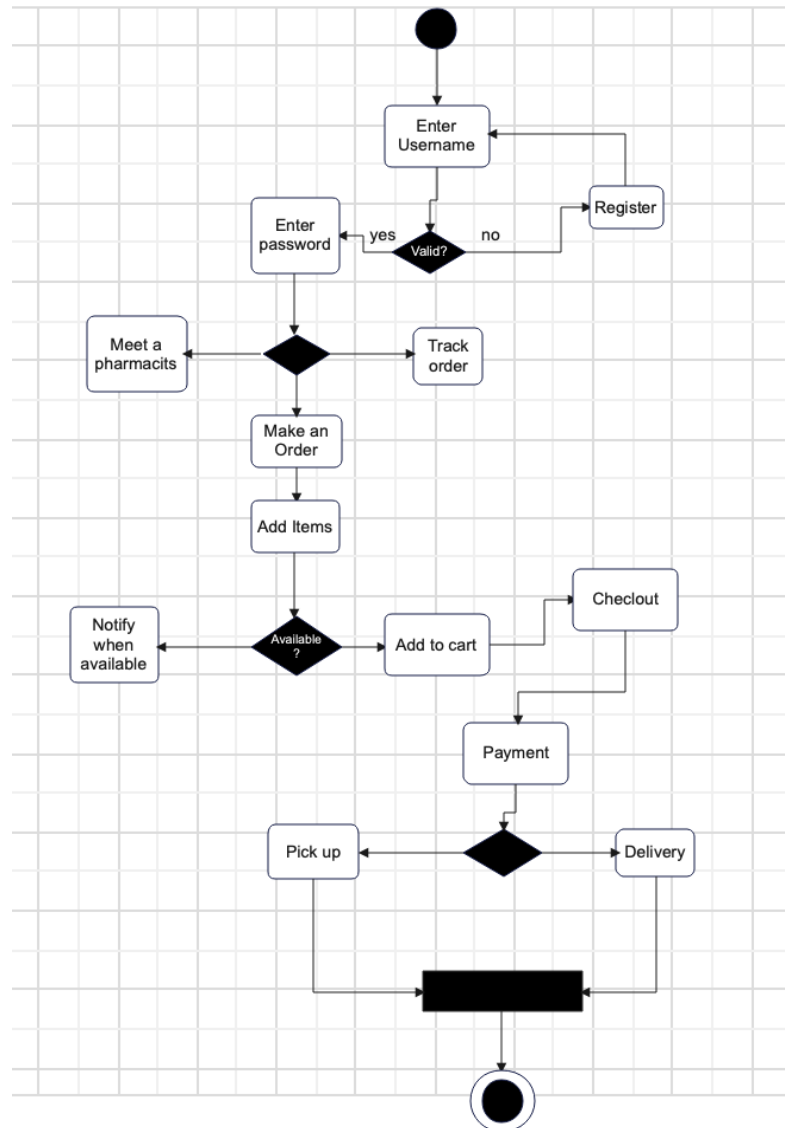 Enter
Username
Register
Enter
password
yes
Valid?
no
Meet a
pharmacits
Track
order
Make an
Order
Add Items
Notify
when
available
Available
?
Add to cart
Checlout
Payment
Pick up
Delivery